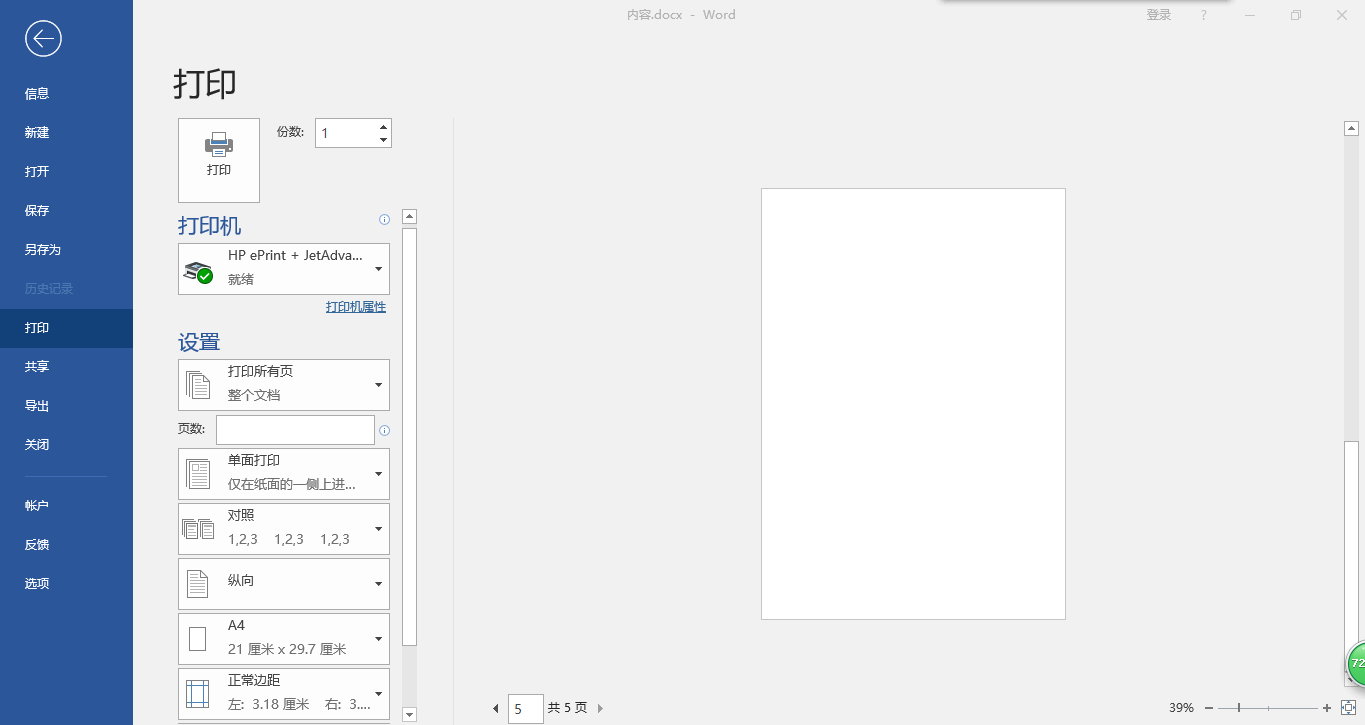 内容.docx - Word
登录
?
信息
新建
打开
保存
另存为
历史记录
打印
共享
导出
关闭
帐户
反馈
选项
打印
打印
份数:
1
打印机
HP ePrint + JetAdva...
就绪
打印机属性
设置
打印所有页
整个文档
页数:
单面打印
仅在纸面的一侧上进...
对照
1,2,3 1,2,3 1,2,3
纵向
A4
21 厘米 x 29.7 厘米
正常边距
左: 3.18 厘米 右: 3....
5
共 5 页
39%
72